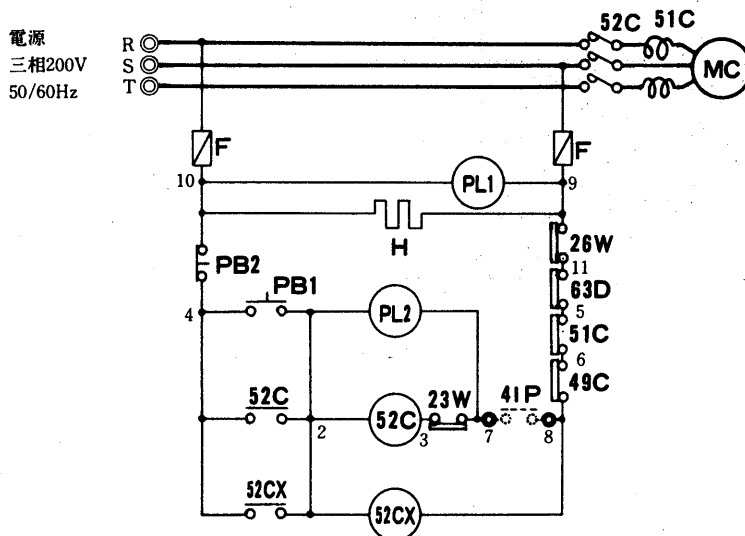 電源
三相200V
50/60Hz
R
S
T
52C
51C
MC
F
F
10
PL1
9
H
26W
11
PB2
63D
PB1
5
4
PL2
51C
6
49C
52C
23W
41P
2
52C
3
7
8
52CX
52CX